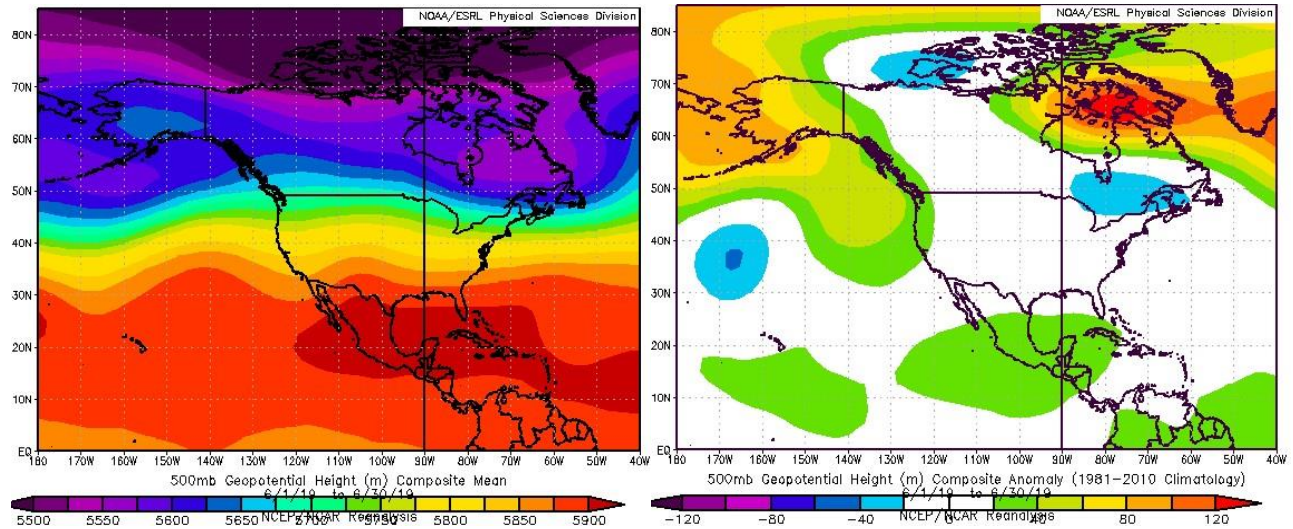 NOAA/ESRL Physical Sciences Division
80N
70N
60N
50N
40N
30N
20N
10N
EQ
180 170W 160W 150W 140W 130W 120W 110W 100W 90W 80W 70W 60W 50W 40W
500mb Geopotential Height (m) Composite Mean
6/1/19 to 6/30/19
NCEP/NCAR Reanalysis
5500 5550 5600 5650 5700 5750 5800 5850 5900
NOAA/ESRL Physical Sciences Division
80N
70N
60N
50N
40N
30N
20N
10N
EQ
180 170W 160W 150W 140W 130W 120W 110W 100W 90W 80W 70W 60W 50W 40W
500mb Geopotential Height (m) Composite Anomaly (1981-2010 Climatology)
6/1/19 to 6/30/19
NCEP/NCAR Reanalysis
-120 -80 -40 0 40 80 120